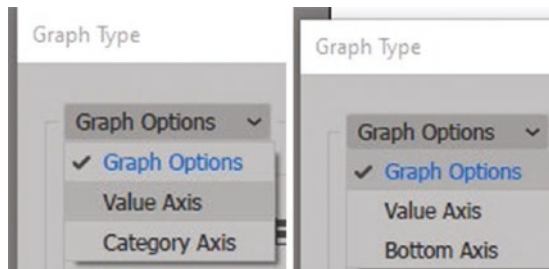 Graph Type
Graph Options
Graph Options
Value Axis
Category Axis
Graph Type
Graph Options
Graph Options
Value Axis
Bottom Axis